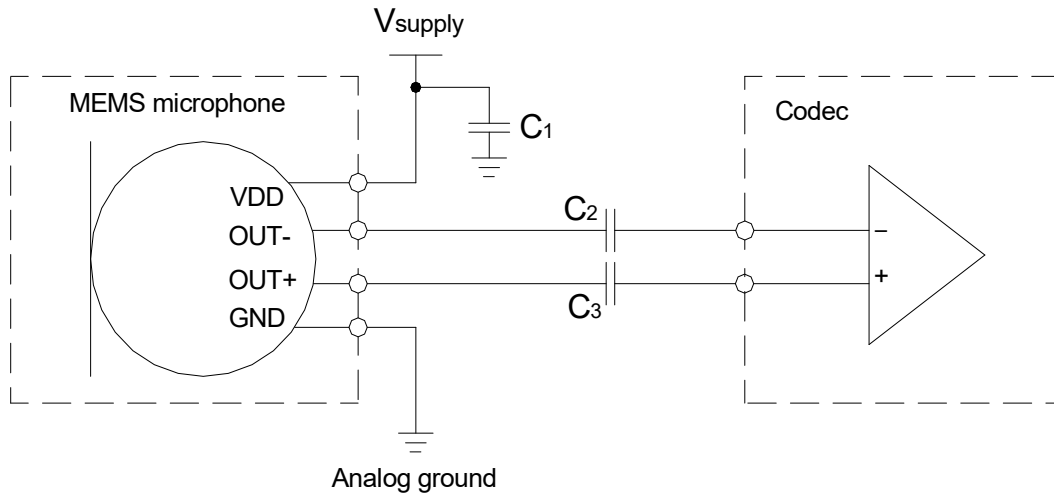 Vsupply
MEMS microphone
C1
Codec
VDD
OUT-
OUT+
GND
C2
C3
–
+
Analog ground